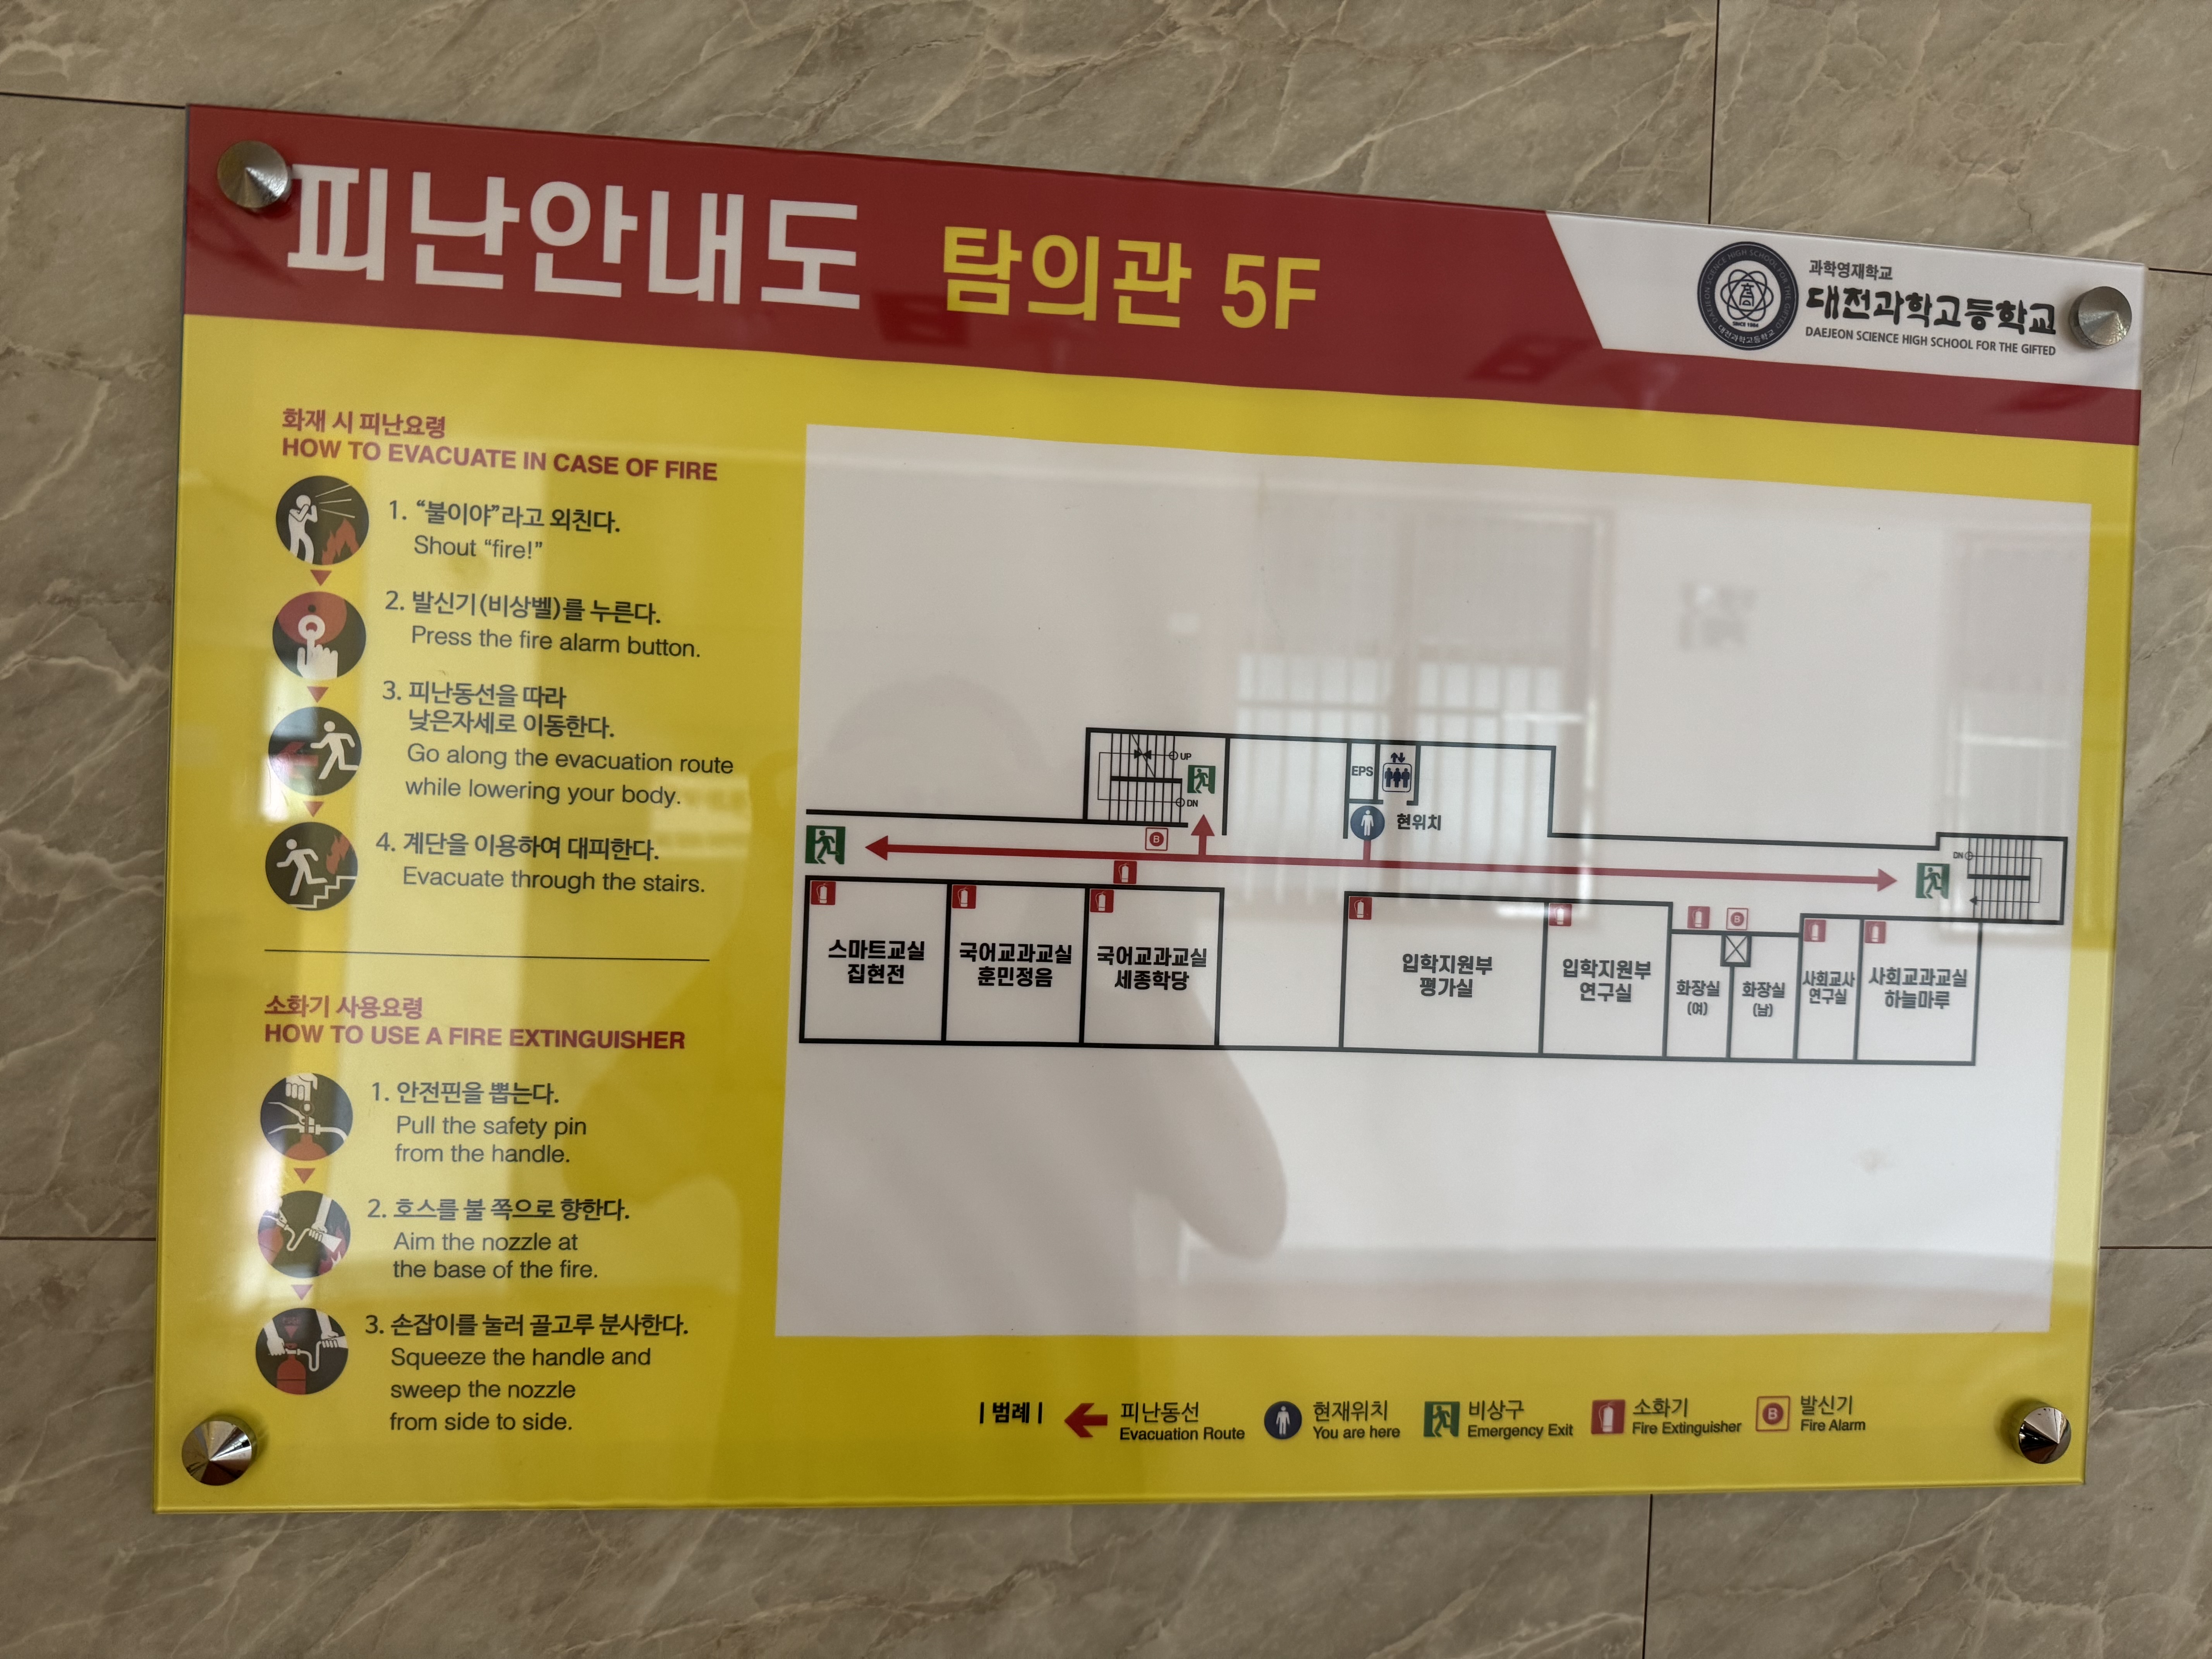 피난안내도 탐의관 5F
과학영재학교
대전과학고등학교
DAEJEON SCIENCE HIGH SCHOOL FOR THE GIFTED
화재 시 피난요령
HOW TO EVACUATE IN CASE OF FIRE
1. “불이야”라고 외친다.
Shout “fire!”
2. 발신기(비상벨)를 누른다.
Press the fire alarm button.
3. 피난동선을 따라
낮은자세로 이동한다.
Go along the evacuation route
while lowering your body.
4. 계단을 이용하여 대피한다.
Evacuate through the stairs.
소화기 사용요령
HOW TO USE A FIRE EXTINGUISHER
1. 안전핀을 뽑는다.
Pull the safety pin
from the handle.
2. 호스를 불 쪽으로 향한다.
Aim the nozzle at
the base of the fire.
3. 손잡이를 눌러 골고루 분사한다.
Squeeze the handle and
sweep the nozzle
from side to side.
UP
DN
EPS
현위치
B
DN
B
스마트교실
집현전
국어교과교실
훈민정음
국어교과교실
세종학당
입학지원부
평가실
입학지원부
연구실
화장실
(여)
화장실
(남)
사회교사
연구실
사회교과교실
하늘마루
| 범례 |
피난동선
Evacuation Route
현재위치
You are here
비상구
Emergency Exit
소화기
Fire Extinguisher
B
발신기
Fire Alarm